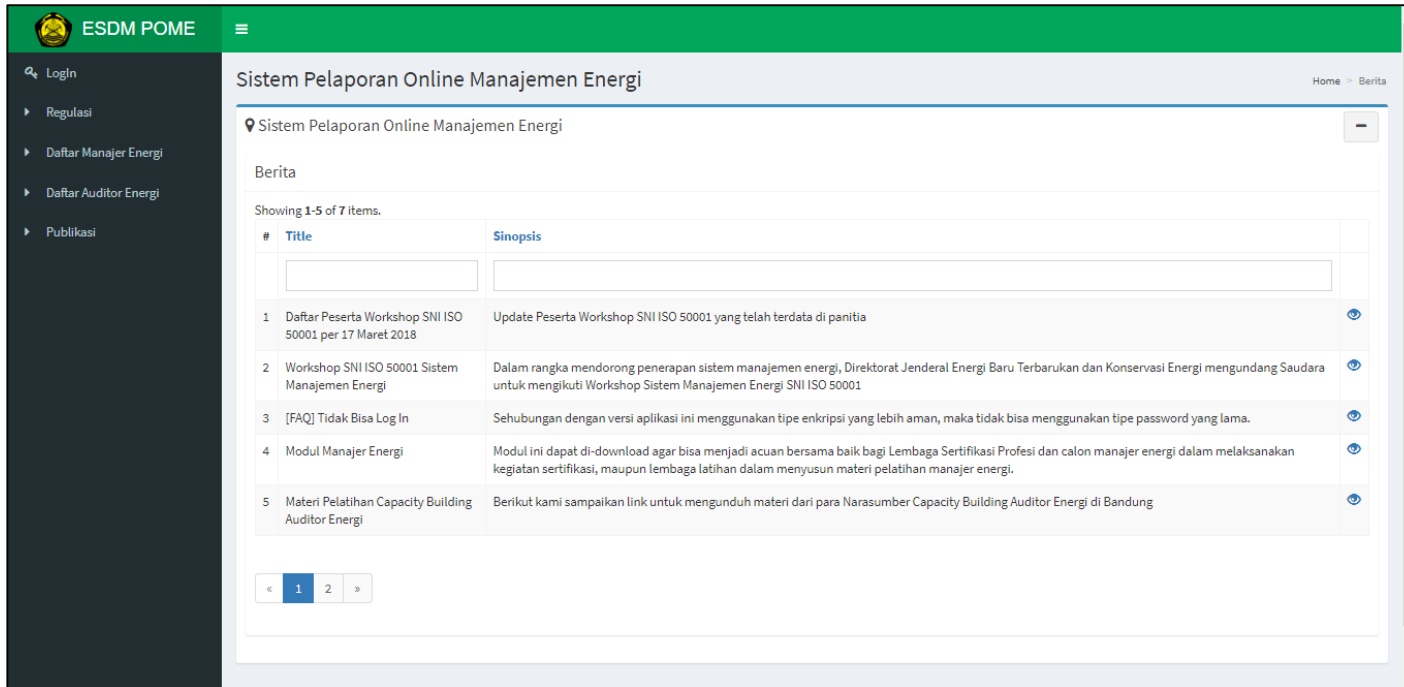 ESDM POME
LogIn
Regulasi
Daftar Manajer Energi
Daftar Auditor Energi
Publikasi
Sistem Pelaporan Online Manajemen Energi
Home > Berita
Sistem Pelaporan Online Manajemen Energi
Berita
Showing 1-5 of 7 items.
# Title Sinopsis
1 Daftar Peserta Workshop SNI ISO
50001 per 17 Maret 2018
Update Peserta Workshop SNI ISO 50001 yang telah terdata di panitia
2 Workshop SNI ISO 50001 Sistem
Manajemen Energi
Dalam rangka mendorong penerapan sistem manajemen energi, Direktorat Jenderal Energi Baru Terbarukan dan Konservasi Energi mengundang Saudara
untuk mengikuti Workshop Sistem Manajemen Energi SNI ISO 50001
3 [FAQ] Tidak Bisa Log In
Sehubungan dengan versi aplikasi ini menggunakan tipe enkripsi yang lebih aman, maka tidak bisa menggunakan tipe password yang lama.
4 Modul Manajer Energi
Modul ini dapat di-download agar bisa menjadi acuan bersama baik bagi Lembaga Sertifikasi Profesi dan calon manajer energi dalam melaksanakan
kegiatan sertifikasi, maupun lembaga latihan dalam menyusun materi pelatihan manajer energi.
5 Materi Pelatihan Capacity Building
Auditor Energi
Berikut kami sampaikan link untuk mengunduh materi dari para Narasumber Capacity Building Auditor Energi di Bandung
« 1 2 »